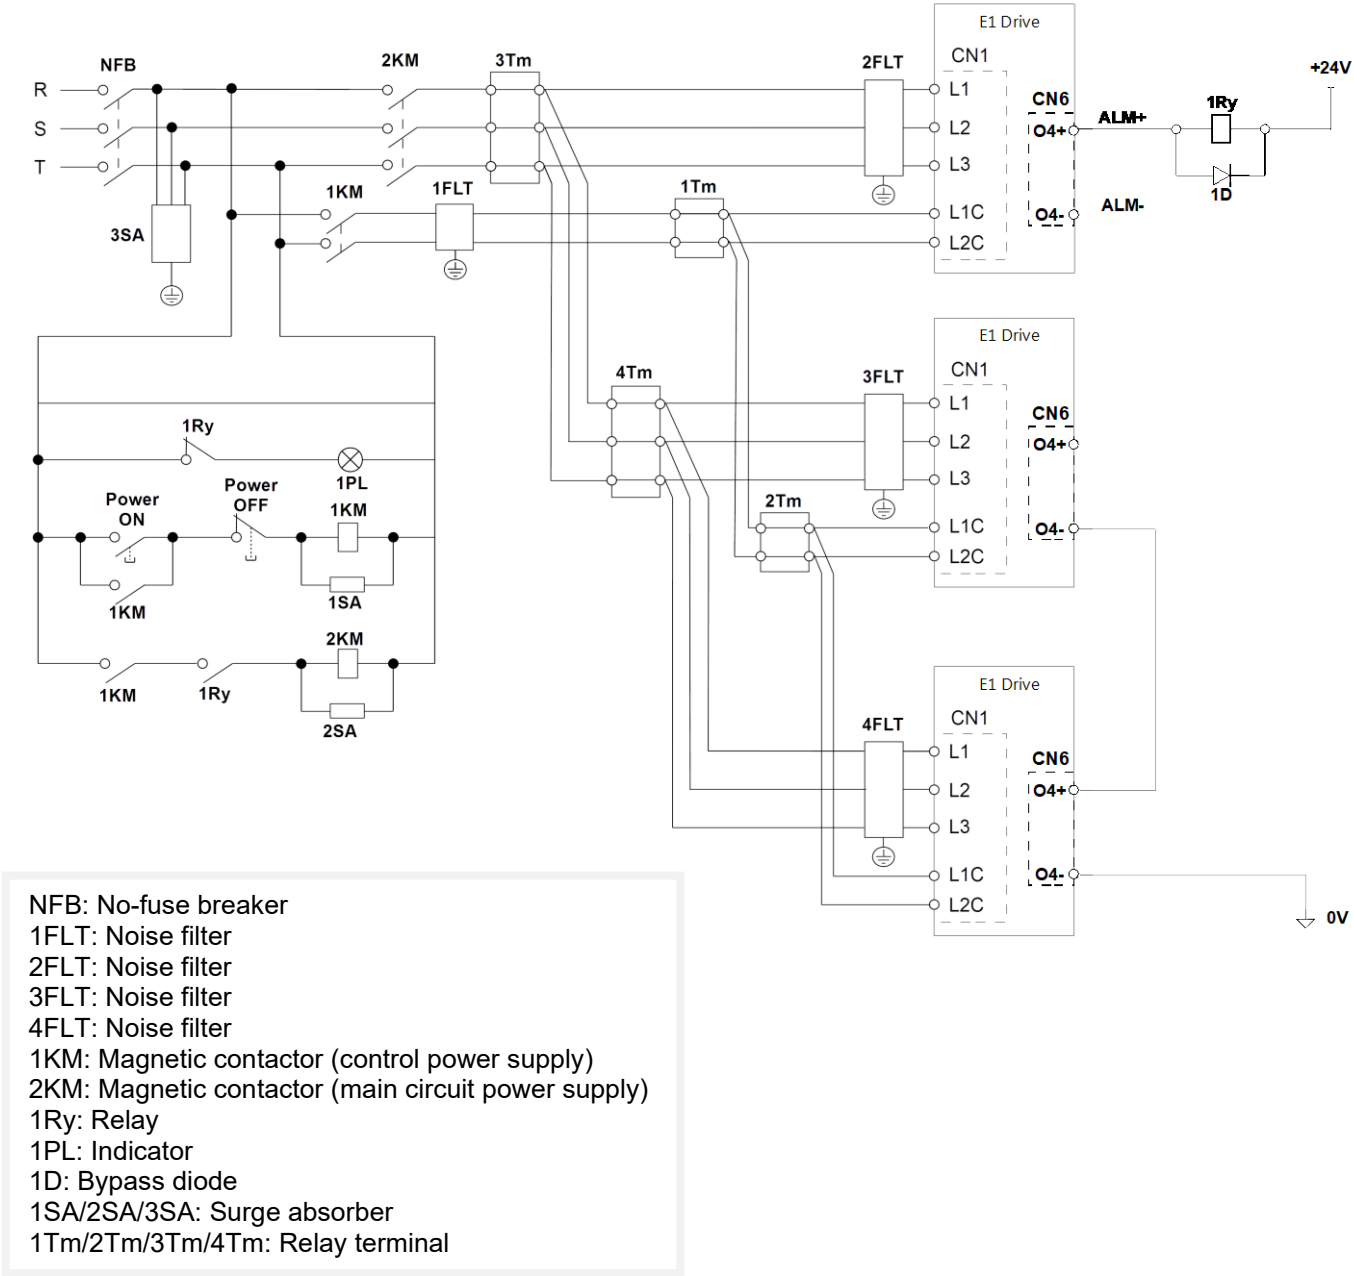 E1 Drive
NFB
2KM
3Tm
2FLT
CN1
+24V
R
L1
CN6
ALM+
1Ry
S
L2
O4+
T
L3
1KM
1FLT
1Tm
1D
L1C
O4-
ALM-
3SA
L2C
E1 Drive
4Tm
3FLT
CN1
L1
CN6
1Ry
L2
O4+
1PL
L3
Power
ON
Power
OFF
1KM
2Tm
L1C
O4-
L2C
1KM
1SA
2KM
1KM
1Ry
2SA
E1 Drive
4FLT
CN1
L1
CN6
L2
O4+
L3
L1C
O4-
L2C
0V
NFB: No-fuse breaker
1FLT: Noise filter
2FLT: Noise filter
3FLT: Noise filter
4FLT: Noise filter
1KM: Magnetic contactor (control power supply)
2KM: Magnetic contactor (main circuit power supply)
1Ry: Relay
1PL: Indicator
1D: Bypass diode
1SA/2SA/3SA: Surge absorber
1Tm/2Tm/3Tm/4Tm: Relay terminal